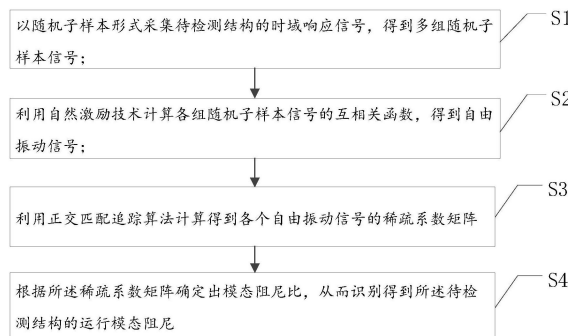 以随机子样本形式采集待检测结构的时域响应信号，得到多组随机子
样本信号；
S1
利用自然激励技术计算各组随机子样本信号的互相关函数，得到自由
振动信号；
S2
利用正交匹配追踪算法计算得到各个自由振动信号的稀疏系数矩阵
S3
根据所述稀疏系数矩阵确定出模态阻尼比，从而识别得到所述待检
测结构的运行模态阻尼
S4